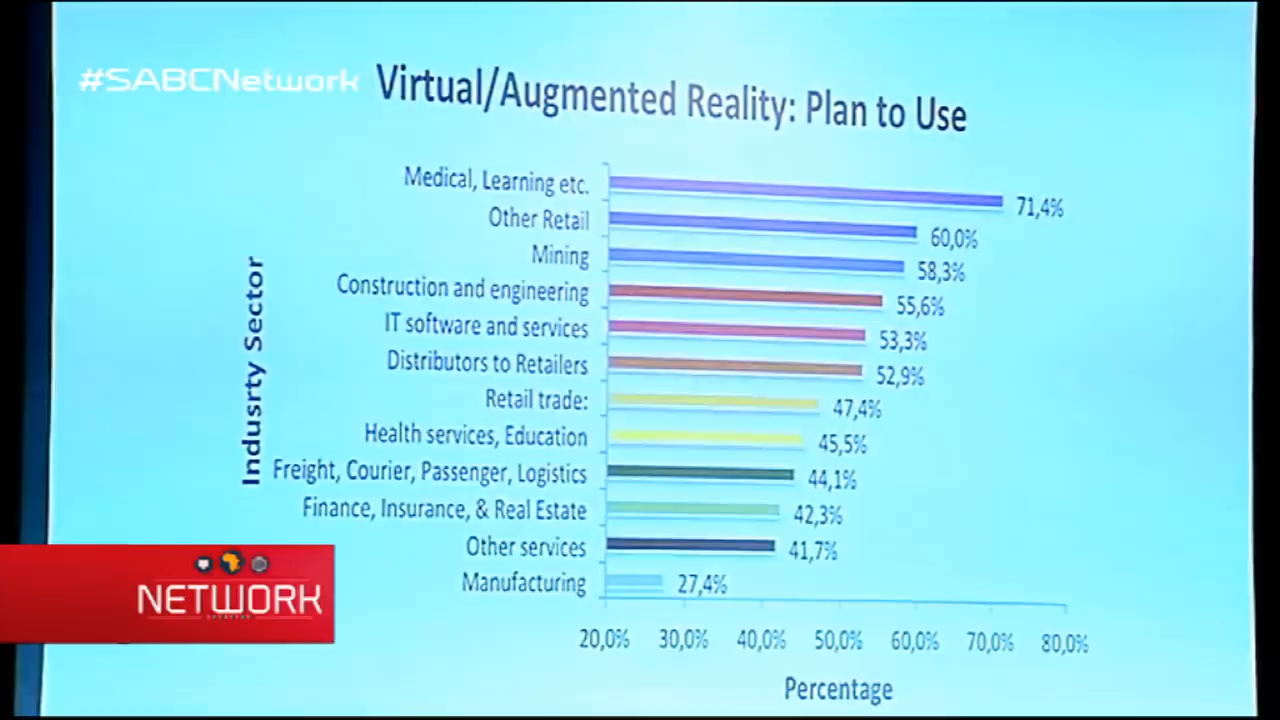 #SABCNetwork
Virtual/Augmented Reality: Plan to Use
Indusrty Sector
Medical, Learning etc. 71,4%
Other Retail 60,0%
Mining 58,3%
Construction and engineering 55,6%
IT software and services 53,3%
Distributors to Retailers 52,9%
Retail trade: 47,4%
Health services, Education 45,5%
Freight, Courier, Passenger, Logistics 44,1%
Finance, Insurance, & Real Estate 42,3%
Other services 41,7%
Manufacturing 27,4%
20,0% 30,0% 40,0% 50,0% 60,0% 70,0% 80,0%
Percentage
NETWORK